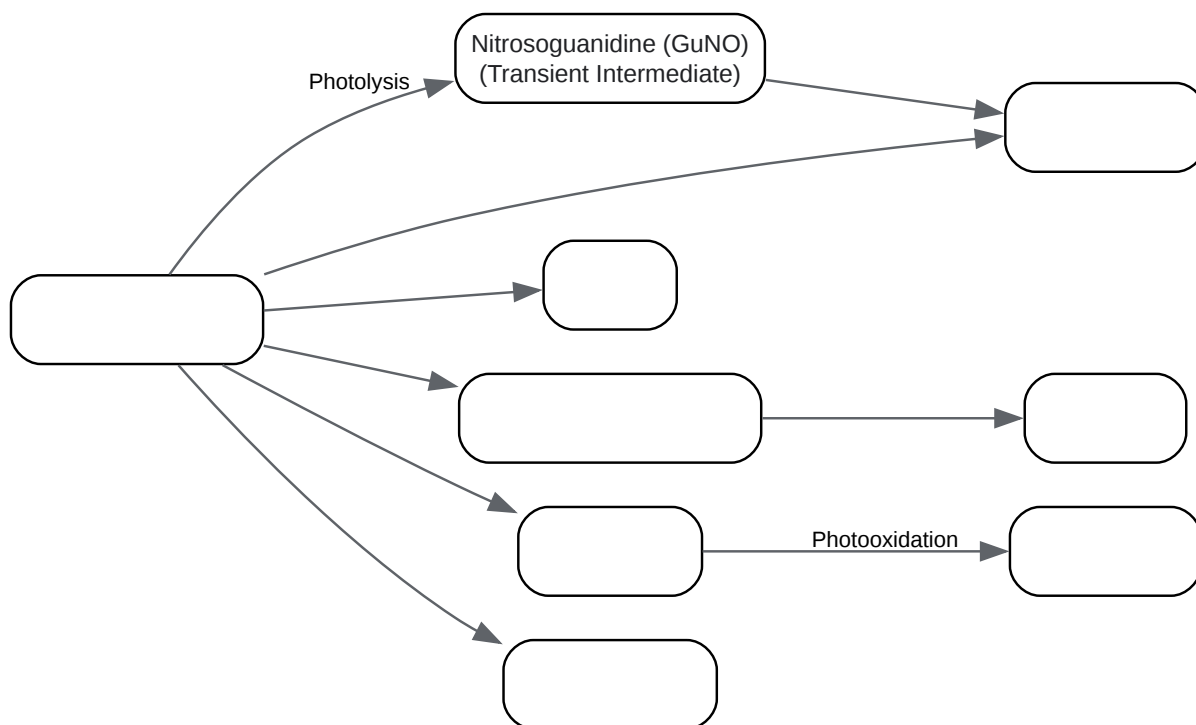 Nitrosoguanidine (GuNO)
(Transient Intermediate)
Photolysis
Photooxidation